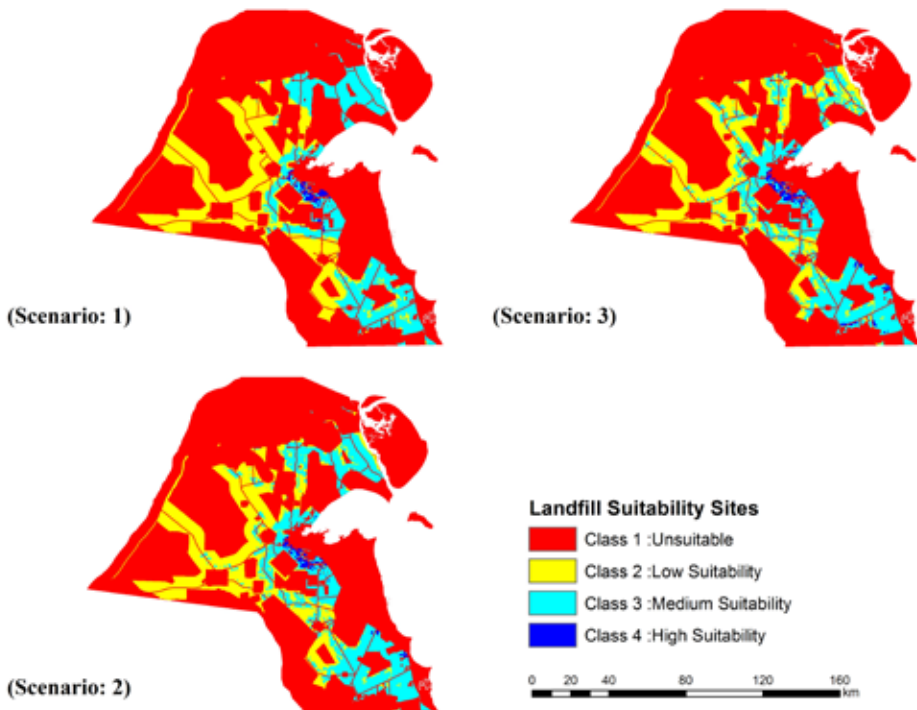 (Scenario: 1)
(Scenario: 3)
(Scenario: 2)
Landfill Suitability Sites
Class 1 :Unsuitable
Class 2 :Low Suitability
Class 3 :Medium Suitability
Class 4 :High Suitability
0 20 40 80 120 160
km